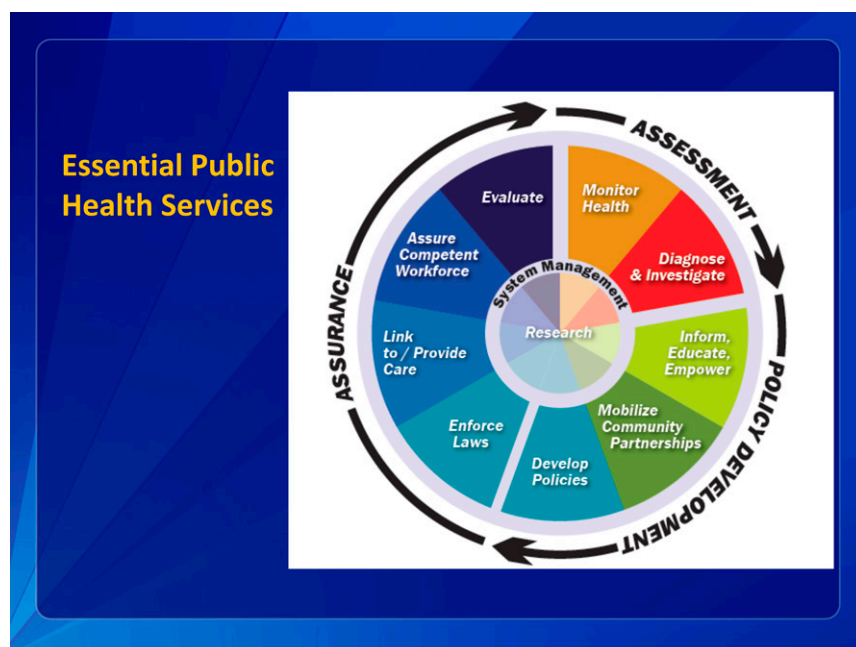 Essential Public
Health Services
ASSESSMENT
POLICY DEVELOPMENT
ASSURANCE
Monitor
Health
Diagnose
& Investigate
Inform,
Educate,
Empower
Mobilize
Community
Partnerships
Develop
Policies
Enforce
Laws
Link
to / Provide
Care
Assure
Competent
Workforce
Evaluate
System Management
Research